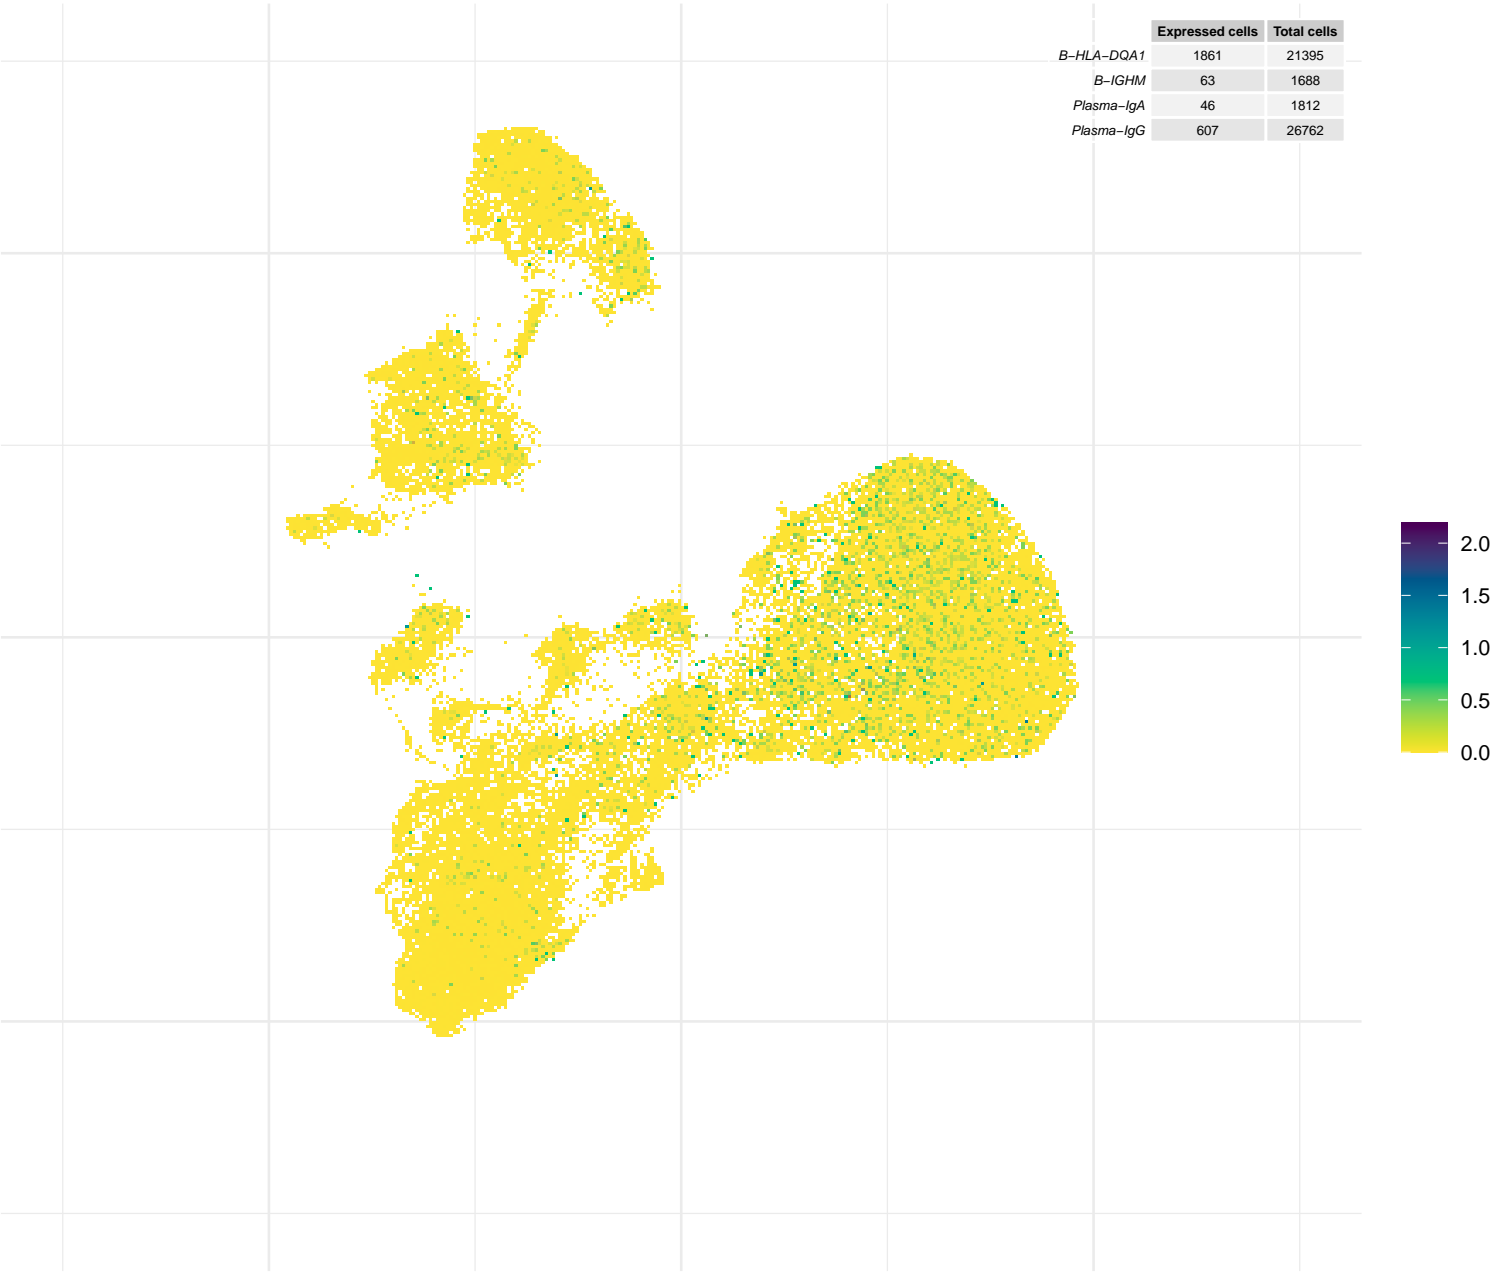 Expressed cells Total cells
B−HLA−DQA1 1861 21395
B−IGHM 63 1688
Plasma−IgA 46 1812
Plasma−IgG 607 26762
2.0
1.5
1.0
0.5
0.0